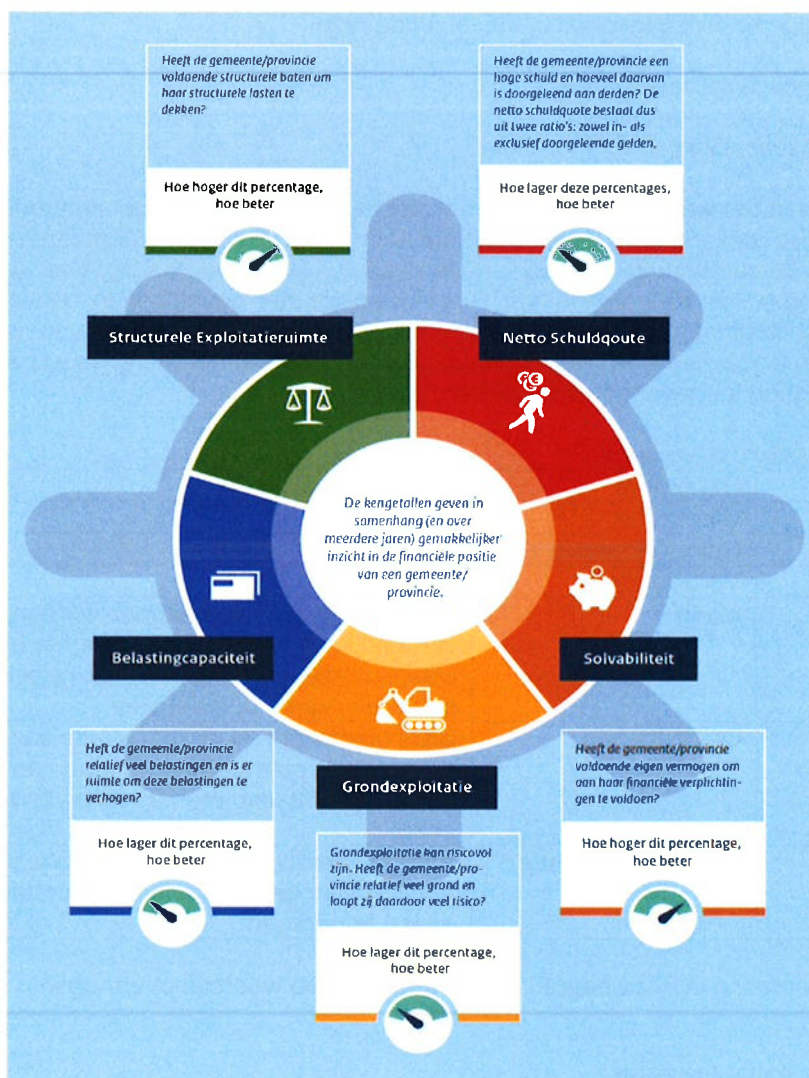 Heeft de gemeente/provincie
voldoende structurele baten om
haar structurele lasten te
dekken?
Hoe hoger dit percentage,
hoe beter
Heeft de gemeente/provincie een
hoge schuld en hoeveel daarvan
is doorgeleend aan derden? De
netto schuldquote bestaat dus
uit twee ratio's: zowel in- als
exclusief doorgeleende gelden.
Hoe lager deze percentages,
hoe beter
Structurele Exploitatieruimte
Netto Schuldqoute
De kengetallen geven in
samenhang (en over
meerdere jaren) gemakkelijker
inzicht in de financiële positie
van een gemeente/
provincie.
Belastingcapaciteit
Solvabiliteit
Heft de gemeente/provincie
relatief veel belastingen en is er
ruimte om deze belastingen te
verhogen?
Hoe lager dit percentage,
hoe beter
Grondexploitatie
Grondexploitatie kan risicovol
zijn. Heeft de gemeente/pro-
vincie relatief veel grond en
loopt zij daardoor veel risico?
Hoe lager dit percentage,
hoe beter
Heeft de gemeente/provincie
voldoende eigen vermogen om
aan haar financiële verplichtin-
gen te voldoen?
Hoe hoger dit percentage,
hoe beter